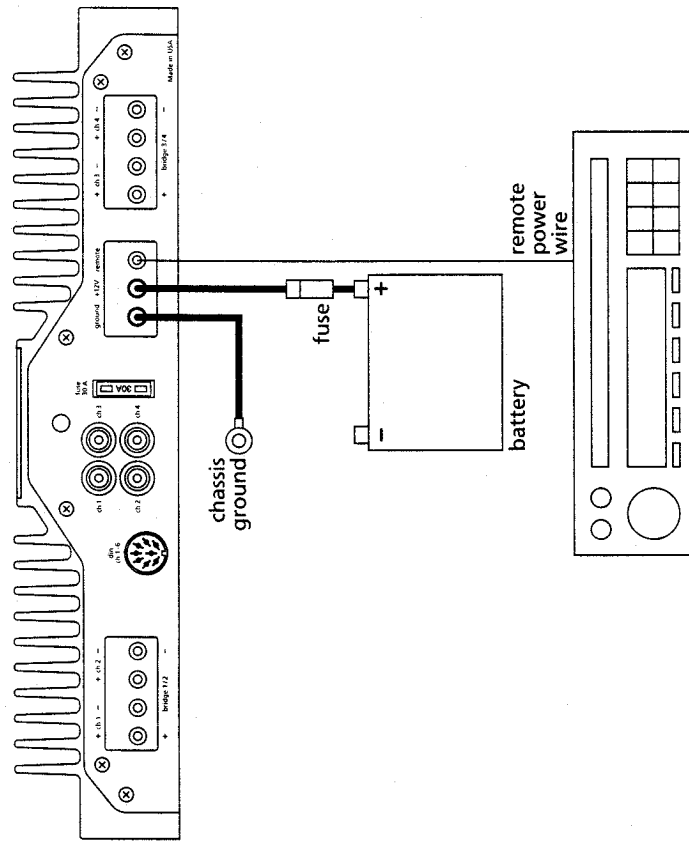 + ch 1 −
+ ch 2 −
+
bridge 1/2
−
din
ch 1-6
ch 1
ch 3
ch 2
ch 4
fuse
30 A
30A
ground
+12V
remote
+ ch 3 −
+ ch 4 −
+
bridge 3/4
−
Made in USA
chassis
ground
fuse
−
+
battery
remote
power
wire